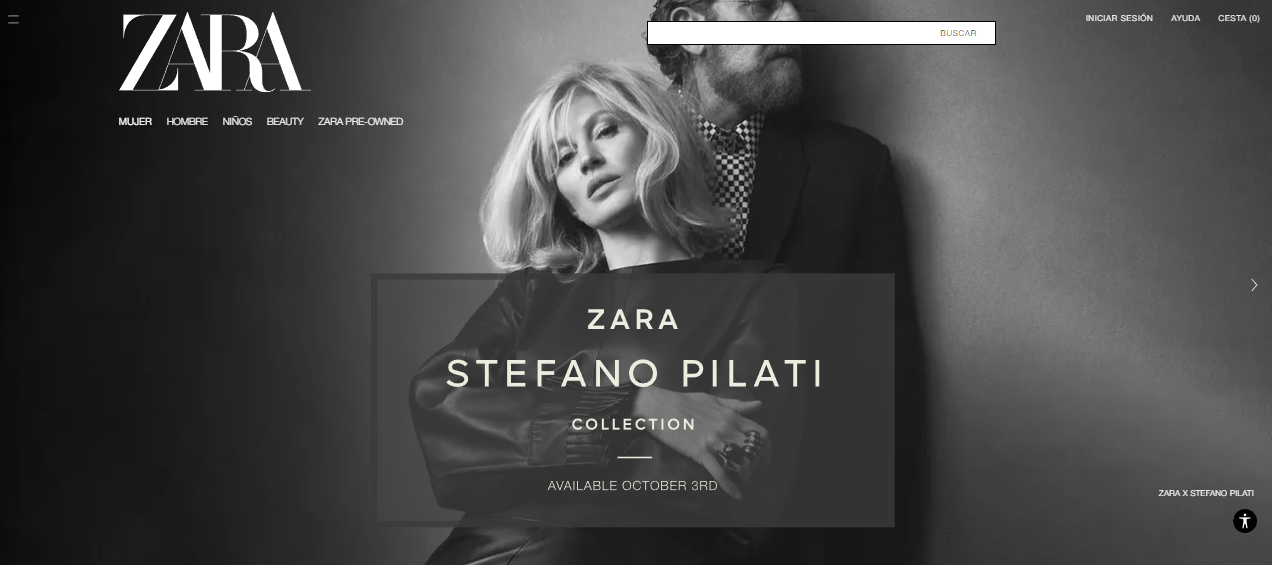 ZARA
BUSCAR
INICIAR SESIÓN AYUDA CESTA (0)
MUJER HOMBRE NIÑOS BEAUTY ZARA PRE-OWNED
ZARA
STEFANO PILATI
COLLECTION
AVAILABLE OCTOBER 3RD
ZARA X STEFANO PILATI